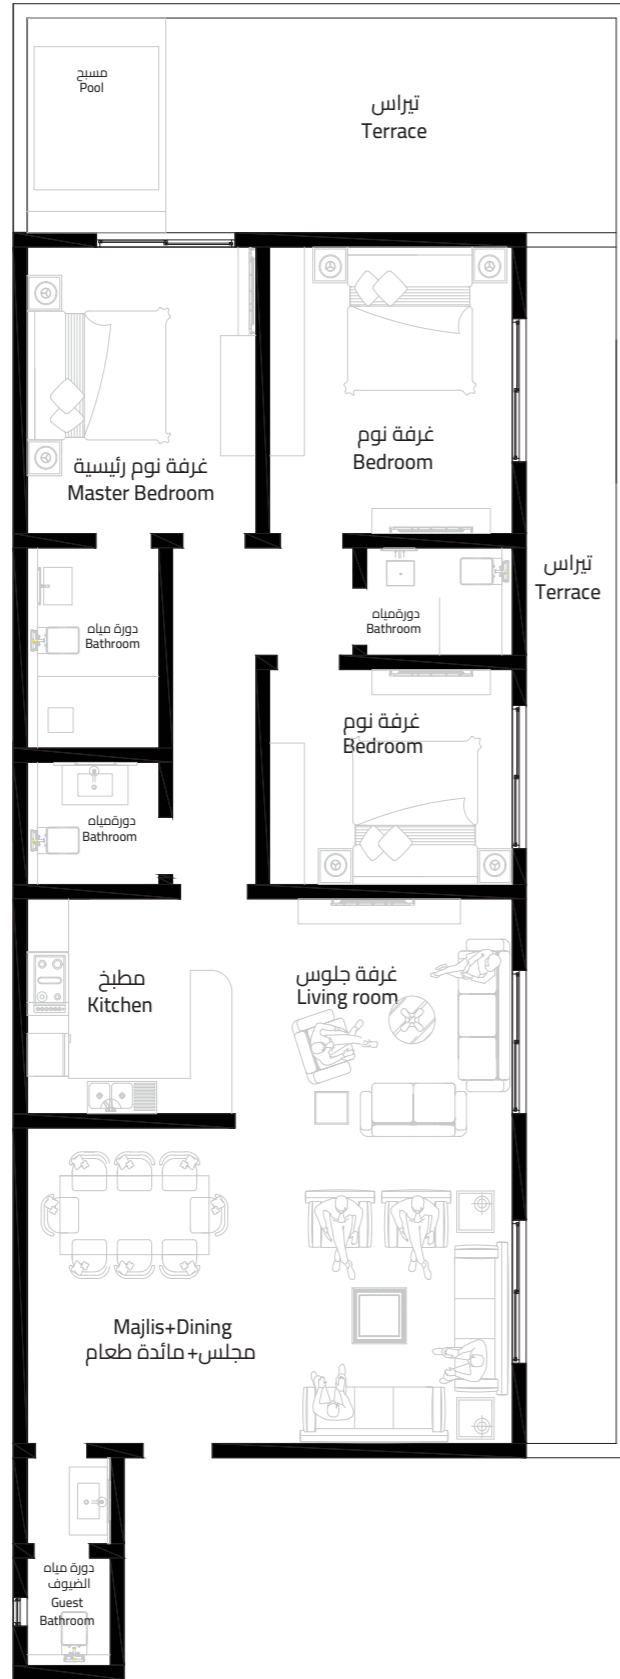 مسبح
Pool
تيراس
Terrace
غرفة نوم
Bedroom
غرفة نوم رئيسية
Master Bedroom
تيراس
Terrace
دورةمياه
Bathroom
دورة مياه
Bathroom
غرفة نوم
Bedroom
دورةمياه
Bathroom
مطبخ
Kitchen
غرفة جلوس
Living room
Majlis+Dining
مجلس+ مائدة طعام
دورة مياه
الضيوف
Guest
Bathroom